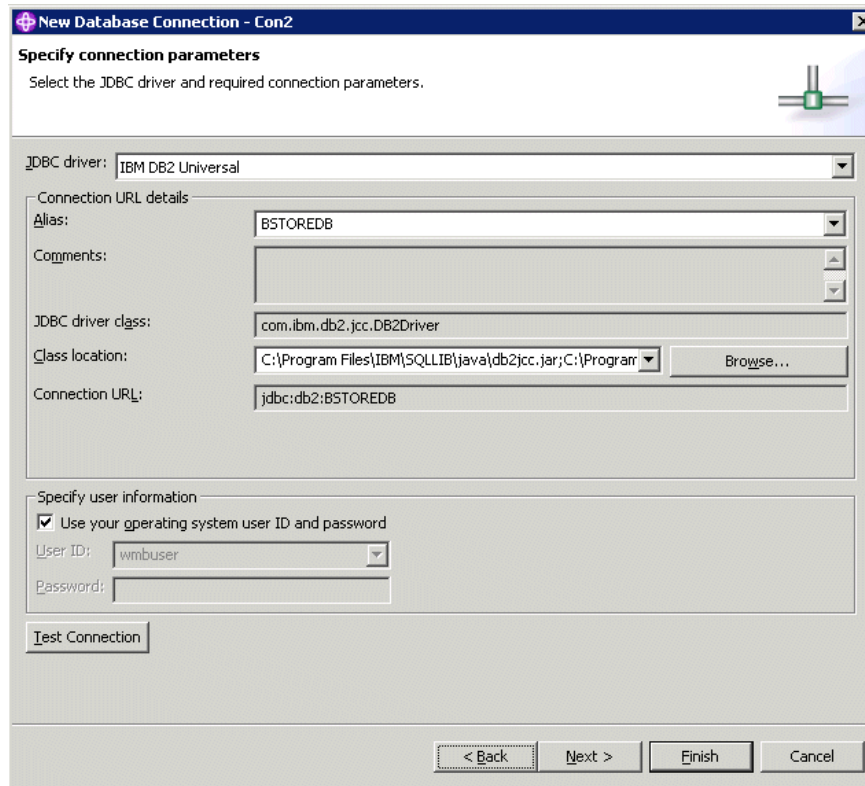 New Database Connection - Con2
Specify connection parameters
Select the JDBC driver and required connection parameters.
JDBC driver: IBM DB2 Universal
Connection URL details
Alias: BSTOREDB
Comments:
JDBC driver class: com.ibm.db2.jcc.DB2Driver
Class location: C:\Program Files\IBM\SQLLIB\java\db2jcc.jar;C:\Program Browse...
Connection URL: jdbc:db2:BSTOREDB
Specify user information
Use your operating system user ID and password
User ID: wmbuser
Password:
Test Connection
< Back Next > Finish Cancel